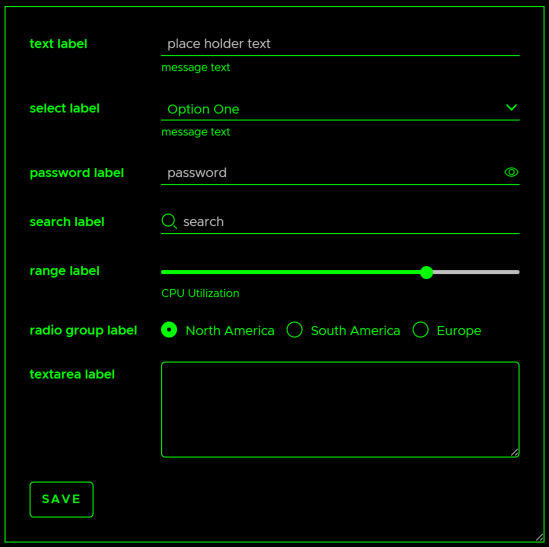 text label place holder text
message text
select label Option One
message text
password label password
search label search
range label
CPU Utilization
radio group label North America South America Europe
textarea label
SAVE